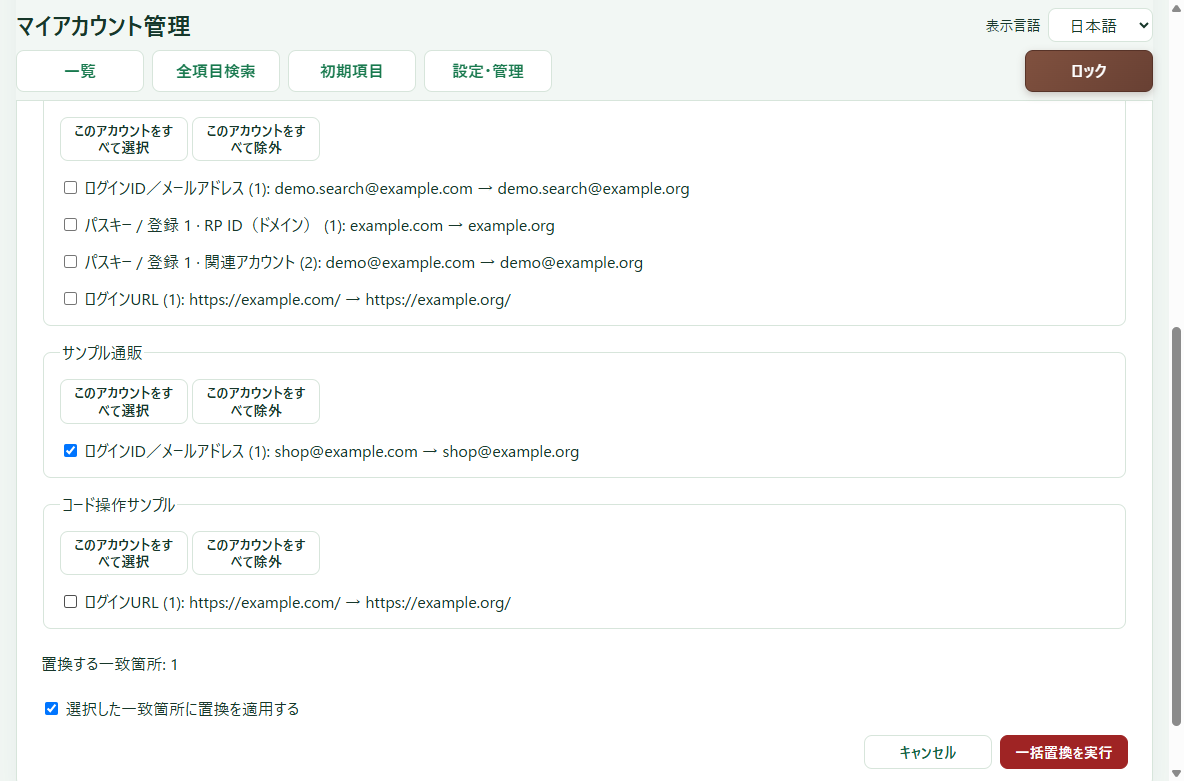 マイアカウント管理
表示言語 日本語
一覧 全項目検索 初期項目 設定・管理 ロック
このアカウントをす
べて選択
このアカウントをす
べて除外
ログインID／メールアドレス (1): demo.search@example.com → demo.search@example.org
パスキー / 登録 1 · RP ID（ドメイン） (1): example.com → example.org
パスキー / 登録 1 · 関連アカウント (2): demo@example.com → demo@example.org
ログインURL (1): https://example.com/ → https://example.org/
サンプル通販
このアカウントをす
べて選択
このアカウントをす
べて除外
ログインID／メールアドレス (1): shop@example.com → shop@example.org
コード操作サンプル
このアカウントをす
べて選択
このアカウントをす
べて除外
ログインURL (1): https://example.com/ → https://example.org/
置換する一致箇所: 1
選択した一致箇所に置換を適用する
キャンセル 一括置換を実行